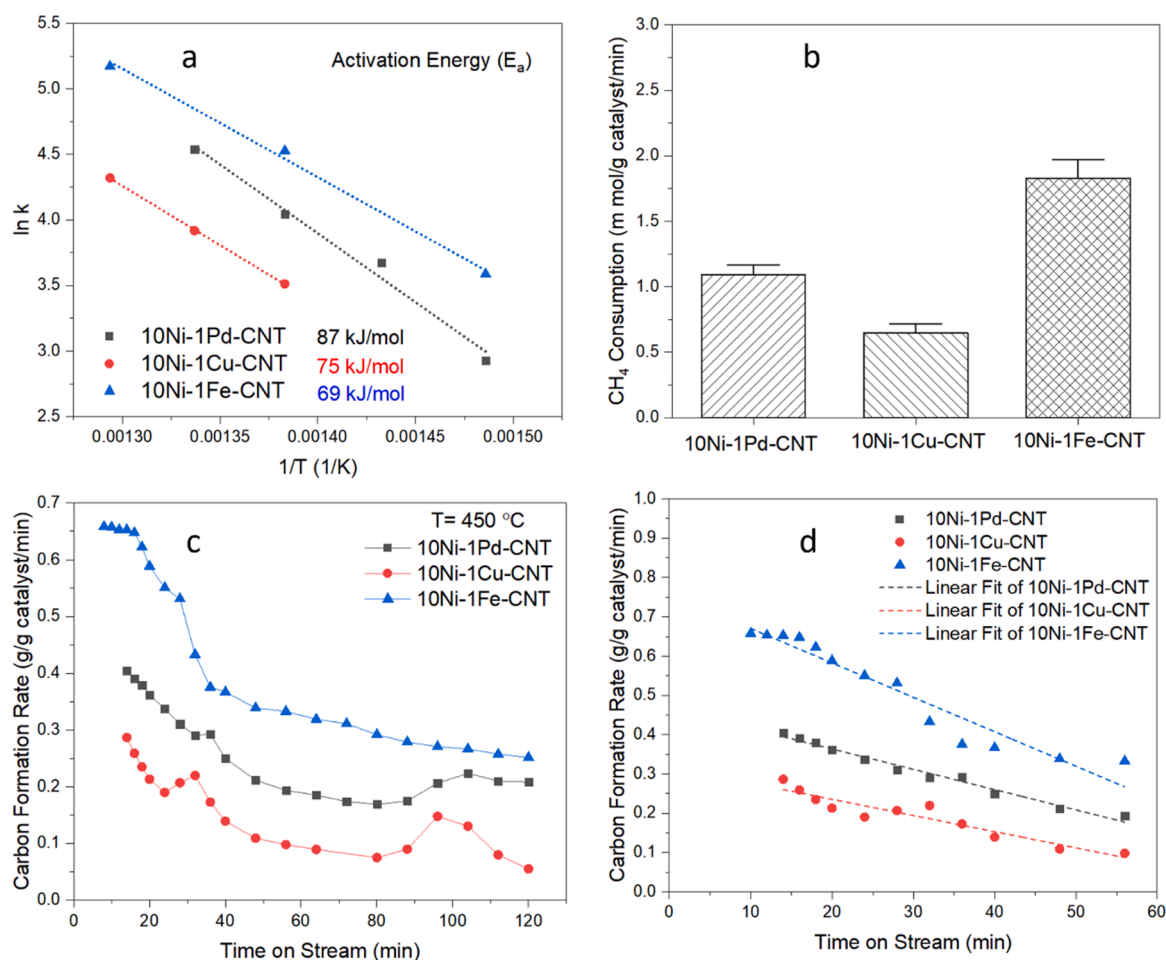 a
Activation Energy (Eₐ)
ln k
5.5
5.0
4.5
4.0
3.5
3.0
2.5
10Ni-1Pd-CNT 87 kJ/mol
10Ni-1Cu-CNT 75 kJ/mol
10Ni-1Fe-CNT 69 kJ/mol
0.00130 0.00135 0.00140 0.00145 0.00150
1/T (1/K)
b
CH₄ Consumption (m mol/g catalyst/min)
3.0
2.5
2.0
1.5
1.0
0.5
0.0
10Ni-1Pd-CNT 10Ni-1Cu-CNT 10Ni-1Fe-CNT
c
T= 450 °C
10Ni-1Pd-CNT
10Ni-1Cu-CNT
10Ni-1Fe-CNT
Carbon Formation Rate (g/g catalyst/min)
0.7
0.6
0.5
0.4
0.3
0.2
0.1
0.0
0 20 40 60 80 100 120
Time on Stream (min)
d
10Ni-1Pd-CNT
10Ni-1Cu-CNT
10Ni-1Fe-CNT
Linear Fit of 10Ni-1Pd-CNT
Linear Fit of 10Ni-1Cu-CNT
Linear Fit of 10Ni-1Fe-CNT
Carbon Formation Rate (g/g catalyst/min)
1.0
0.9
0.8
0.7
0.6
0.5
0.4
0.3
0.2
0.1
0.0
0 10 20 30 40 50 60
Time on Stream (min)